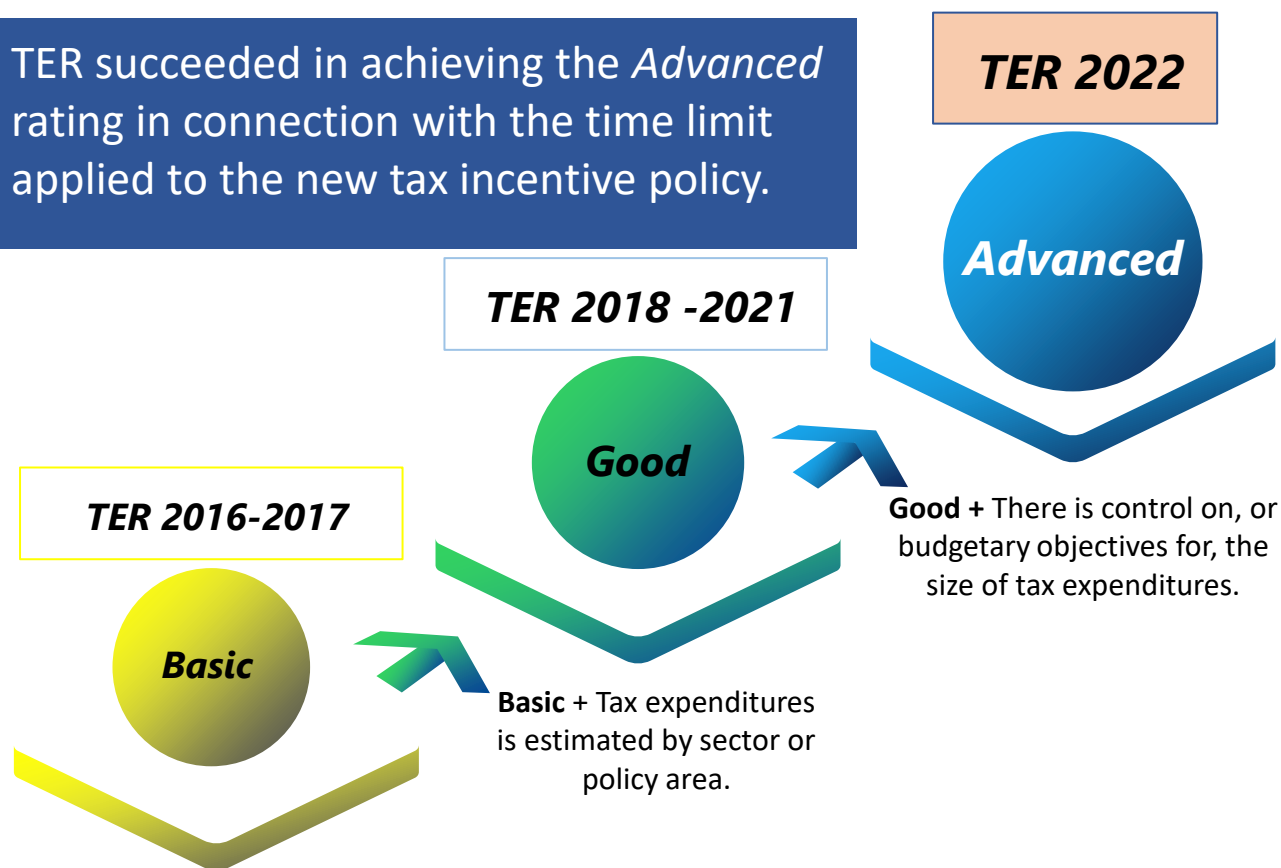 TER succeeded in achieving the Advanced
rating in connection with the time limit
applied to the new tax incentive policy.
TER 2022
Advanced
TER 2018 -2021
Good
Good + There is control on, or
budgetary objectives for, the
size of tax expenditures.
TER 2016-2017
Basic
Basic + Tax expenditures
is estimated by sector or
policy area.